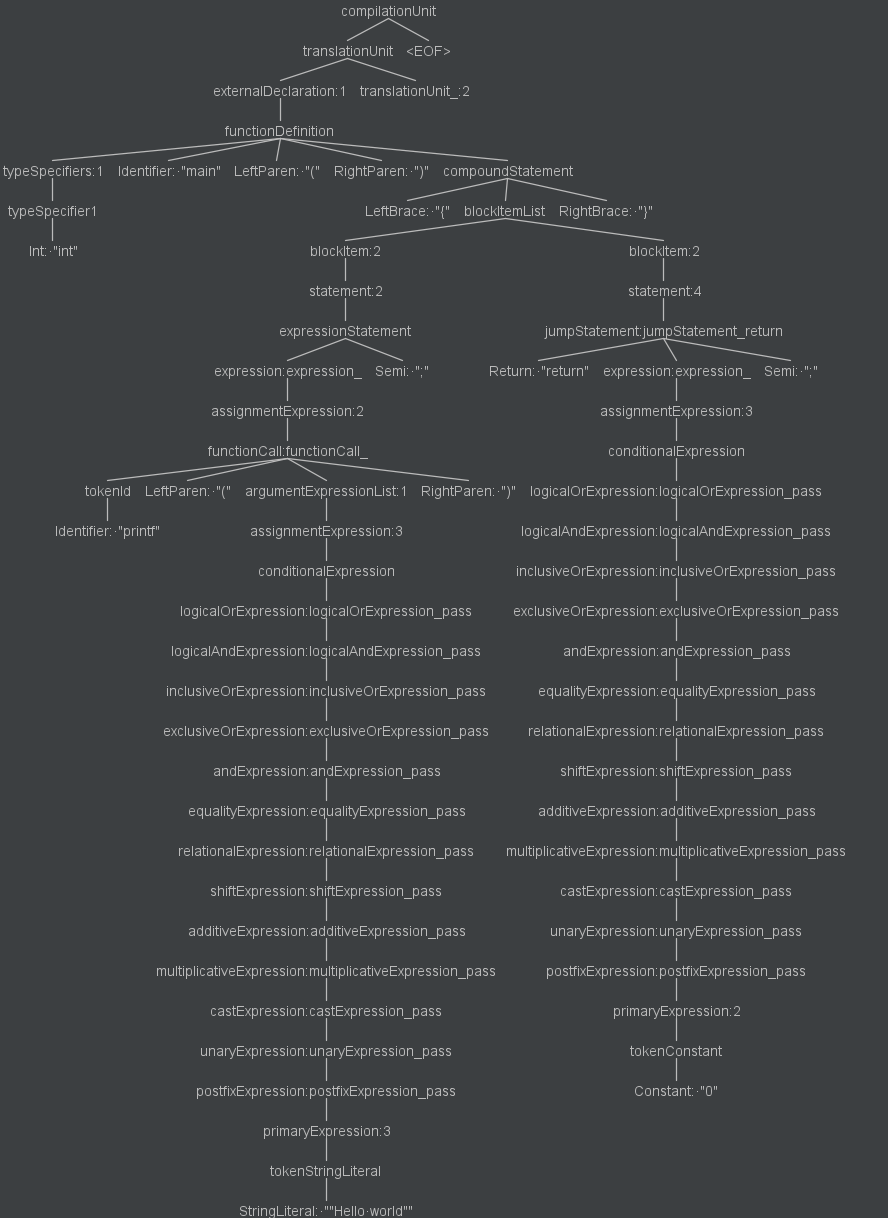 compilationUnit
translationUnit <EOF>
externalDeclaration:1 translationUnit_:2
functionDefinition
typeSpecifiers:1 Identifier:·"main" LeftParen:·"(" RightParen:·")" compoundStatement
typeSpecifier1 LeftBrace:·"{" blockItemList RightBrace:·"}"
Int:·"int" blockItem:2 blockItem:2
statement:2 statement:4
expressionStatement jumpStatement:jumpStatement_return
expression:expression_ Semi:·";" Return:·"return" expression:expression_ Semi:·";"
assignmentExpression:2 assignmentExpression:3
functionCall:functionCall_ conditionalExpression
tokenId LeftParen:·"(" argumentExpressionList:1 RightParen:·")" logicalOrExpression:logicalOrExpression_pass
Identifier:·"printf" assignmentExpression:3 logicalAndExpression:logicalAndExpression_pass
conditionalExpression inclusiveOrExpression:inclusiveOrExpression_pass
logicalOrExpression:logicalOrExpression_pass exclusiveOrExpression:exclusiveOrExpression_pass
logicalAndExpression:logicalAndExpression_pass andExpression:andExpression_pass
inclusiveOrExpression:inclusiveOrExpression_pass equalityExpression:equalityExpression_pass
exclusiveOrExpression:exclusiveOrExpression_pass relationalExpression:relationalExpression_pass
andExpression:andExpression_pass shiftExpression:shiftExpression_pass
equalityExpression:equalityExpression_pass additiveExpression:additiveExpression_pass
relationalExpression:relationalExpression_pass multiplicativeExpression:multiplicativeExpression_pass
shiftExpression:shiftExpression_pass castExpression:castExpression_pass
additiveExpression:additiveExpression_pass unaryExpression:unaryExpression_pass
multiplicativeExpression:multiplicativeExpression_pass postfixExpression:postfixExpression_pass
castExpression:castExpression_pass primaryExpression:2
unaryExpression:unaryExpression_pass tokenConstant
postfixExpression:postfixExpression_pass Constant:·"0"
primaryExpression:3
tokenStringLiteral
StringLiteral:·""Hello·world""